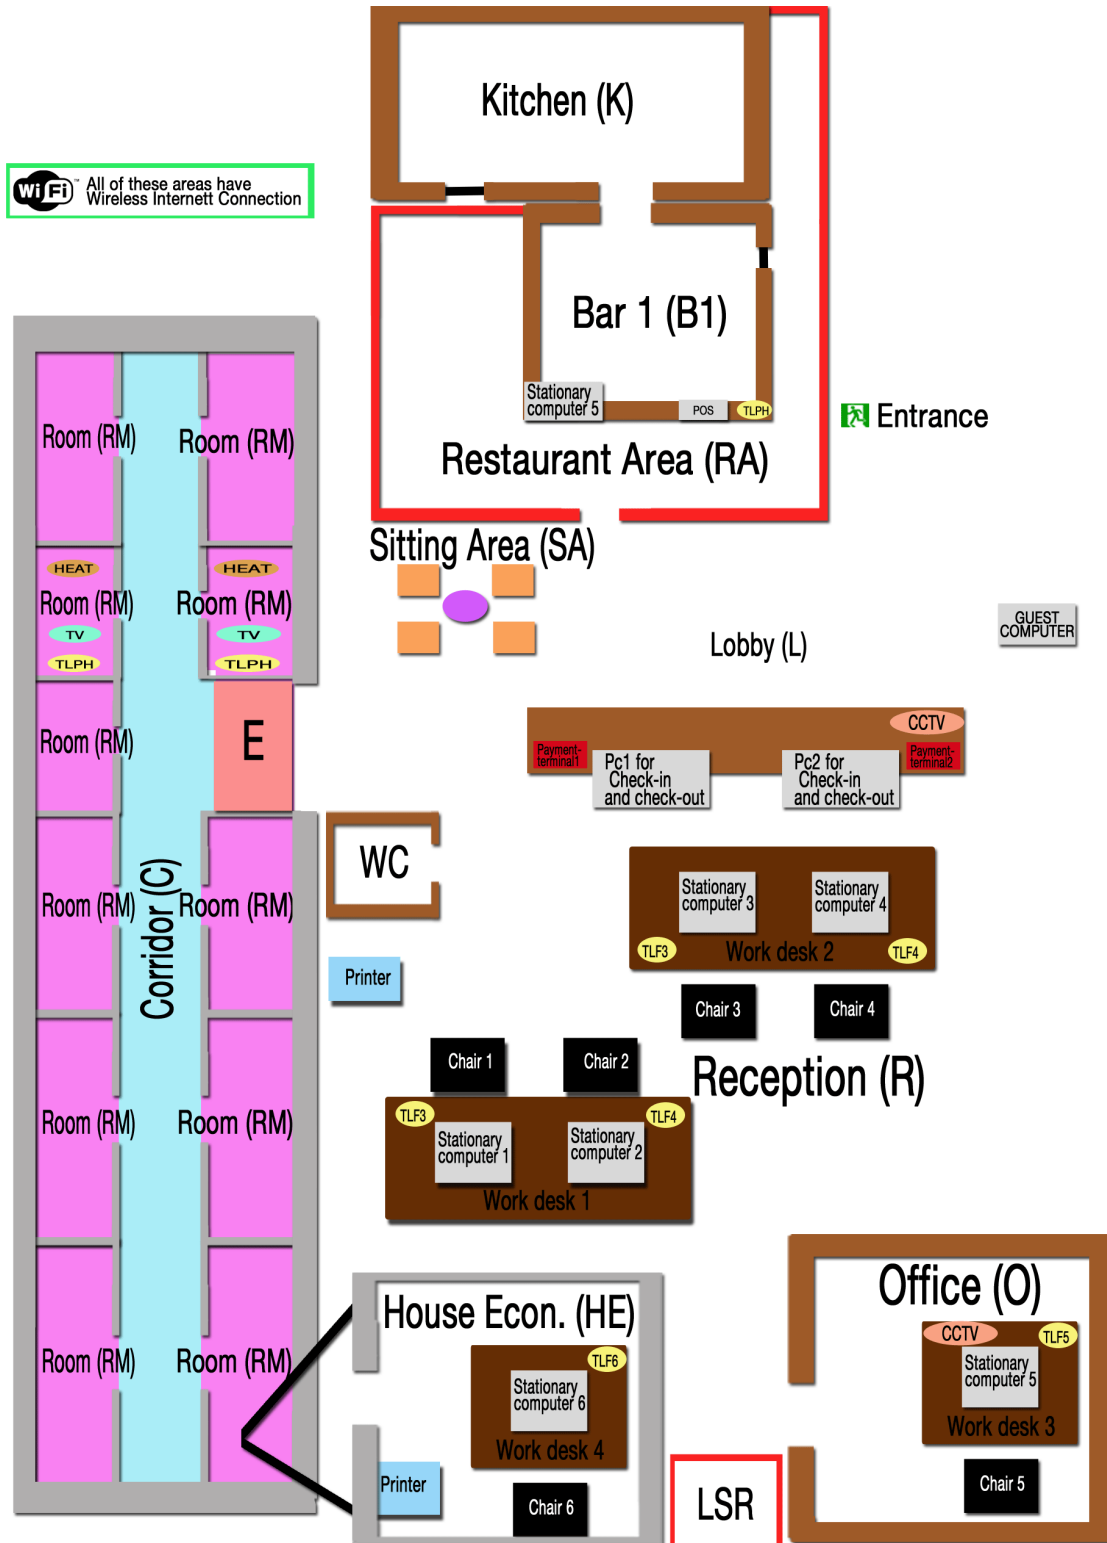 Kitchen (K)
WiFi™
All of these areas have
Wireless Internett Connection
Bar 1 (B1)
Stationary
computer 5
POS
TLPH
Entrance
Restaurant Area (RA)
Room (RM)
Room (RM)
Sitting Area (SA)
HEAT
HEAT
Room (RM)
Room (RM)
TV
TV
TLPH
TLPH
GUEST
COMPUTER
Lobby (L)
Room (RM)
E
CCTV
Payment-
terminal1
Pc1 for
Check-in
and check-out
Pc2 for
Check-in
and check-out
Payment-
terminal2
WC
Corridor (C)
Room (RM)
Room (RM)
Stationary
computer 3
Stationary
computer 4
TLF3
Work desk 2
TLF4
Printer
Chair 3
Chair 4
Chair 1
Chair 2
Reception (R)
Room (RM)
Room (RM)
TLF3
TLF4
Stationary
computer 1
Stationary
computer 2
Work desk 1
Room (RM)
Room (RM)
House Econ. (HE)
TLF6
Stationary
computer 6
Work desk 4
Printer
Chair 6
LSR
Office (O)
CCTV
TLF5
Stationary
computer 5
Work desk 3
Chair 5